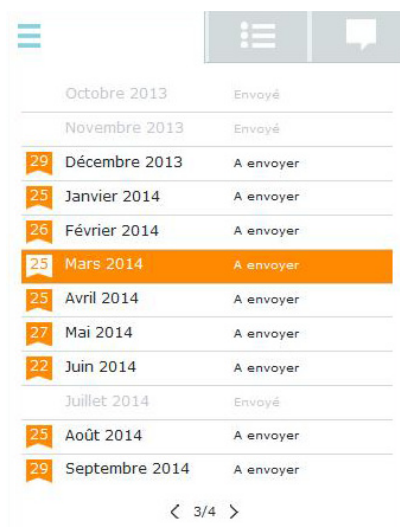 Octobre 2013 Envoyé
Novembre 2013 Envoyé
29 Décembre 2013 A envoyer
25 Janvier 2014 A envoyer
26 Février 2014 A envoyer
25 Mars 2014 A envoyer
25 Avril 2014 A envoyer
27 Mai 2014 A envoyer
22 Juin 2014 A envoyer
Juillet 2014 Envoyé
25 Août 2014 A envoyer
29 Septembre 2014 A envoyer
< 3/4 >